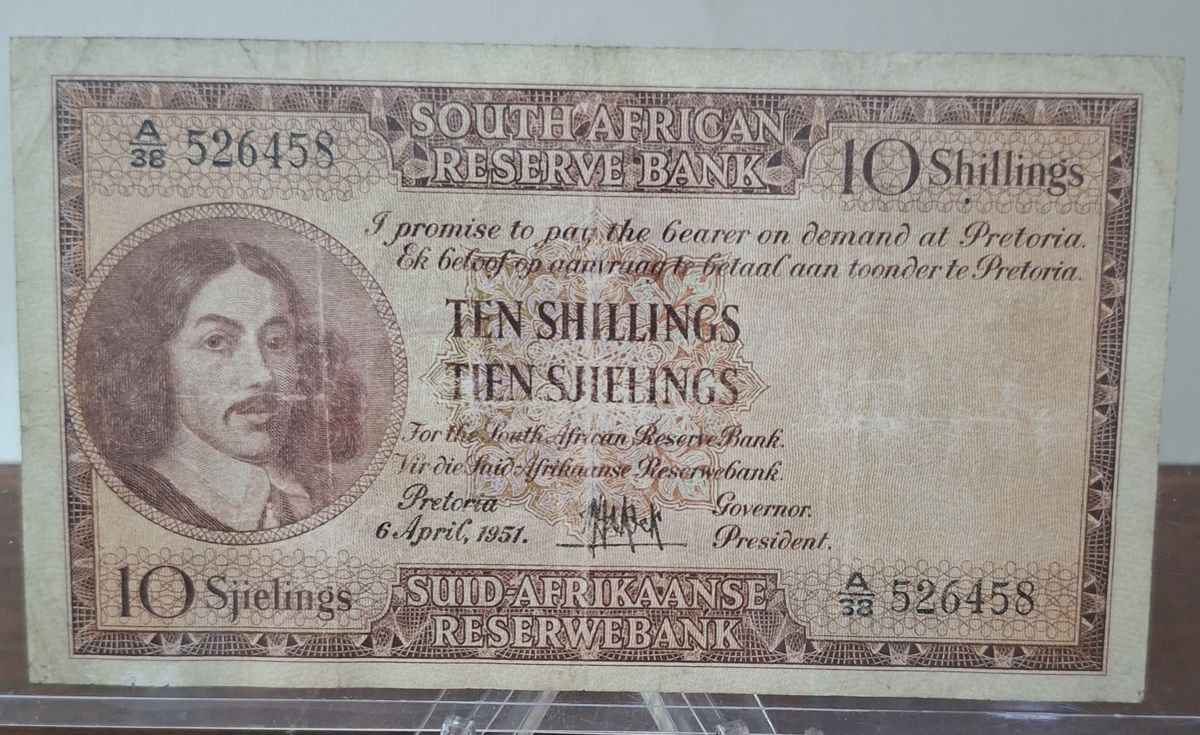 SOUTH AFRICAN
RESERVE BANK
A/38 526458
10 Shillings
I promise to pay the bearer on demand at Pretoria.
Ek beloof op aanvraag te betaal aan toonder te Pretoria.
TEN SHILLINGS
TIEN SJIELINGS
For the South African Reserve Bank.
Vir die Suid-Afrikaanse Reserwebank.
Pretoria
6 April, 1951.
Governor.
President.
10 Sjielings
SUID-AFRIKAANSE
RESERWEBANK
A/38 526458